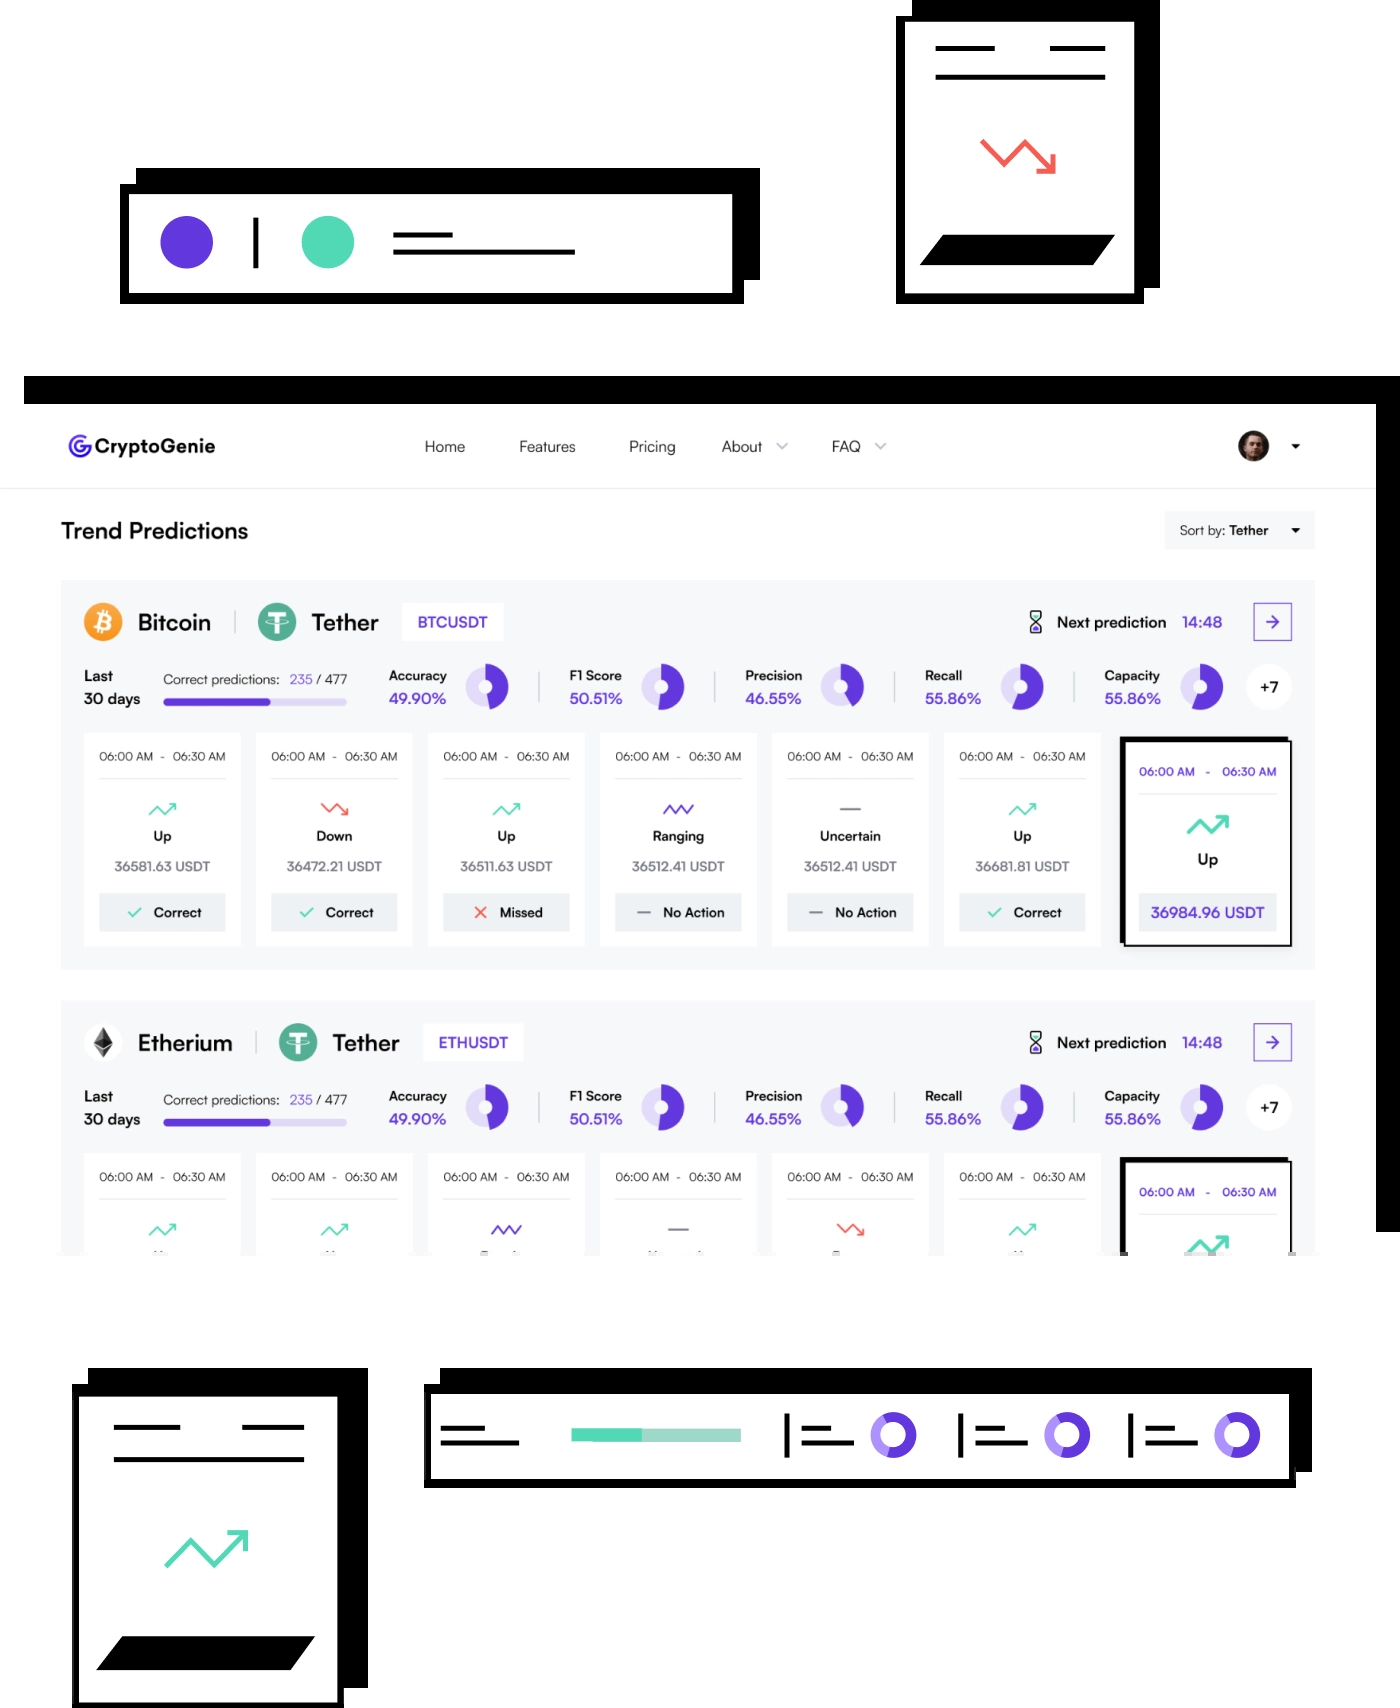 CryptoGenie Home Features Pricing About FAQ
Trend Predictions Sort by: Tether
Bitcoin Tether BTCUSDT Next prediction 14:48
Last 30 days
Correct predictions: 235 / 477
Accuracy 49.90%
F1 Score 50.51%
Precision 46.55%
Recall 55.86%
Capacity 55.86%
+7
06:00 AM - 06:30 AM
Up
36581.63 USDT
Correct
06:00 AM - 06:30 AM
Down
36472.21 USDT
Correct
06:00 AM - 06:30 AM
Up
36511.63 USDT
Missed
06:00 AM - 06:30 AM
Ranging
36512.41 USDT
No Action
06:00 AM - 06:30 AM
Uncertain
36512.41 USDT
No Action
06:00 AM - 06:30 AM
Up
36681.81 USDT
Correct
06:00 AM - 06:30 AM
Up
36984.96 USDT
Etherium Tether ETHUSDT Next prediction 14:48
Last 30 days
Correct predictions: 235 / 477
Accuracy 49.90%
F1 Score 50.51%
Precision 46.55%
Recall 55.86%
Capacity 55.86%
+7
06:00 AM - 06:30 AM
06:00 AM - 06:30 AM
06:00 AM - 06:30 AM
06:00 AM - 06:30 AM
06:00 AM - 06:30 AM
06:00 AM - 06:30 AM
06:00 AM - 06:30 AM